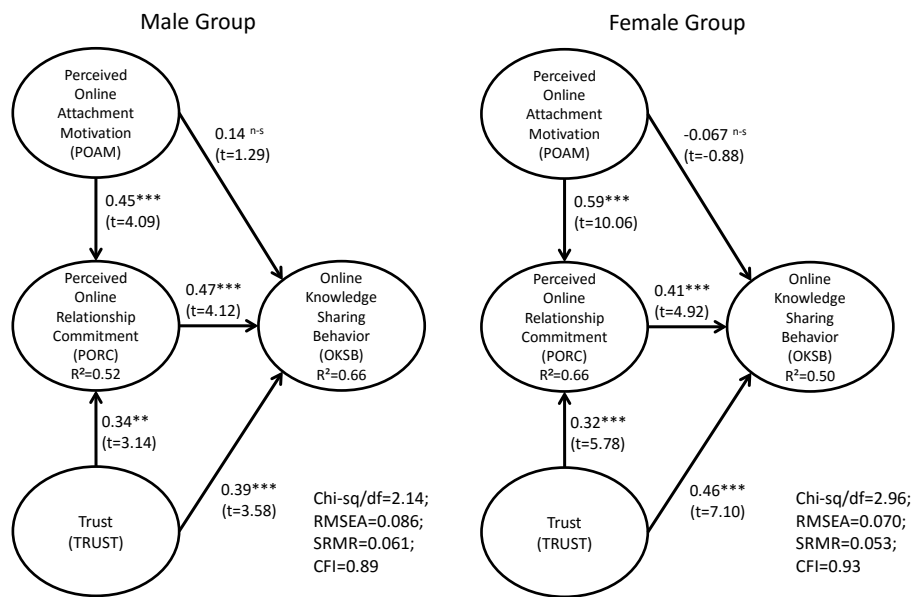 Male Group
Perceived
Online
Attachment
Motivation
(POAM)
0.14 n-s
(t=1.29)
0.45***
(t=4.09)
Perceived
Online
Relationship
Commitment
(PORC)
R²=0.52
0.47***
(t=4.12)
Online
Knowledge
Sharing
Behavior
(OKSB)
R²=0.66
0.34**
(t=3.14)
0.39***
(t=3.58)
Trust
(TRUST)
Chi-sq/df=2.14;
RMSEA=0.086;
SRMR=0.061;
CFI=0.89
Female Group
Perceived
Online
Attachment
Motivation
(POAM)
-0.067 n-s
(t=-0.88)
0.59***
(t=10.06)
Perceived
Online
Relationship
Commitment
(PORC)
R²=0.66
0.41***
(t=4.92)
Online
Knowledge
Sharing
Behavior
(OKSB)
R²=0.50
0.32***
(t=5.78)
0.46***
(t=7.10)
Trust
(TRUST)
Chi-sq/df=2.96;
RMSEA=0.070;
SRMR=0.053;
CFI=0.93